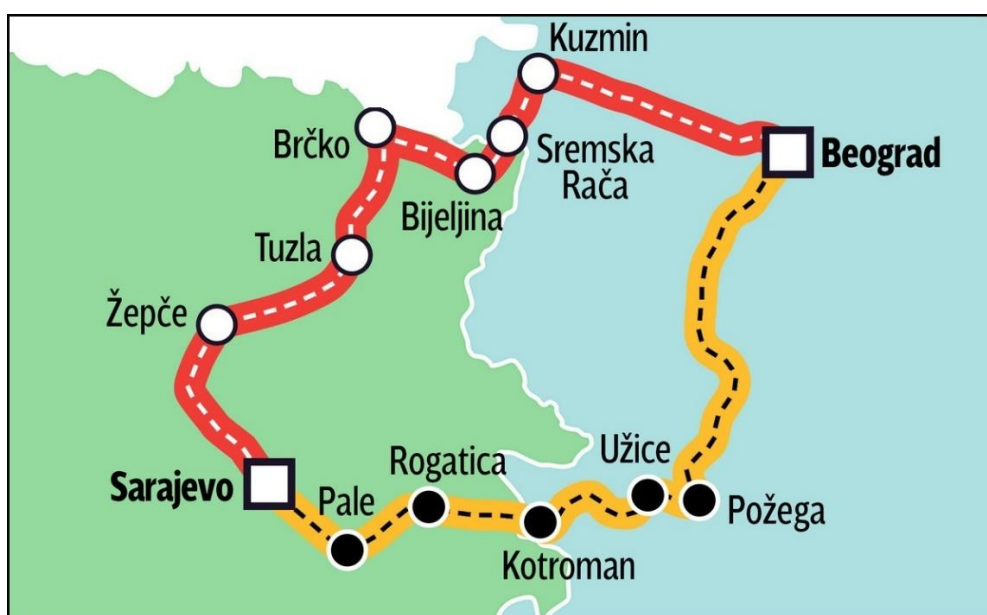 Kuzmin
Brčko
Sremska
Rača
Beograd
Bijeljina
Tuzla
Žepče
Užice
Rogatica
Sarajevo
Pale
Požega
Kotroman